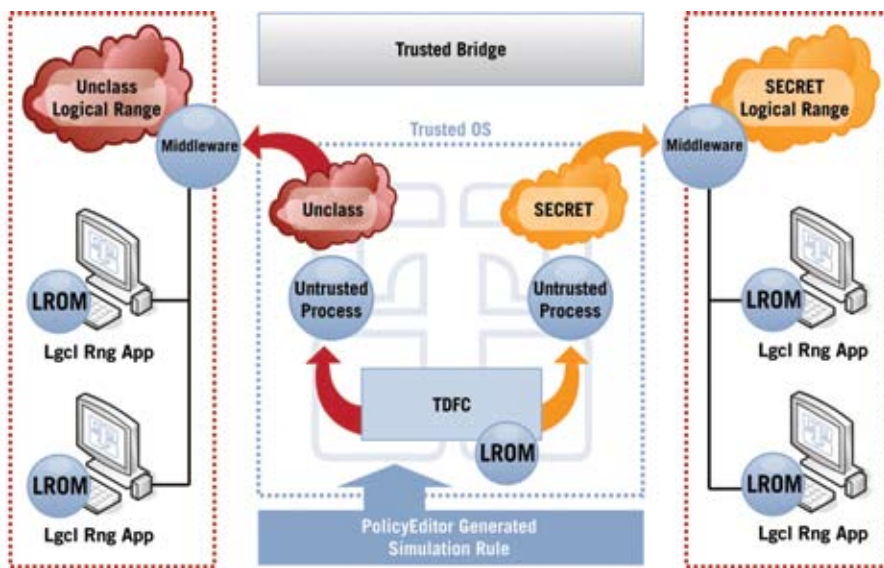 Trusted Bridge
Unclass
Logical Range
Middleware
LROM
Lgcl Rng App
LROM
Lgcl Rng App
Trusted OS
Unclass
SECRET
Untrusted
Process
Untrusted
Process
TDFC
LROM
PolicyEditor Generated
Simulation Rule
SECRET
Logical Range
Middleware
LROM
Lgcl Rng App
LROM
Lgcl Rng App